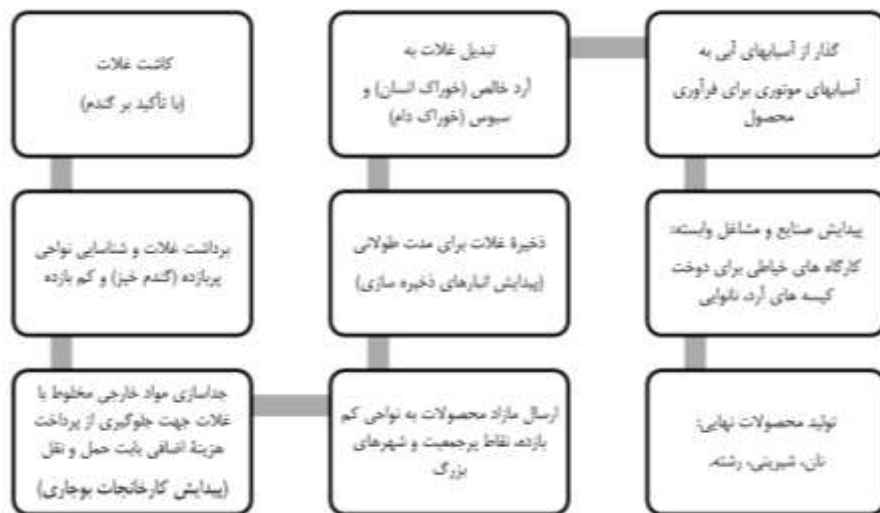 کاشت غلات
(با تأکید بر گندم)
برداشت غلات و شناسایی نواحی
پربازده (گندم خیز) و کم بازده
جداسازی مواد خارجی مخلوط با
غلات جهت جلوگیری از پرداخت
هزینهٔ اضافی بابت حمل و نقل
(پیدایش کارخانجات بوجاری)
ارسال مازاد محصولات به نواحی کم
بازده، نقاط پرجمعیت و شهرهای
بزرگ
ذخیرهٔ غلات برای مدت طولانی
(پیدایش انبارهای ذخیره سازی)
تبدیل غلات به
آرد خالص (خوراک انسان) و
سبوس (خوراک دام)
گذار از آسیابهای آبی به
آسیابهای موتوری برای فرآوری
محصول
پیدایش صنایع و مشاغل وابسته:
کارگاه های خیاطی برای دوخت
کیسه های آرد، نانوایی
تولید محصولات نهایی:
نان، شیرینی، رشته.